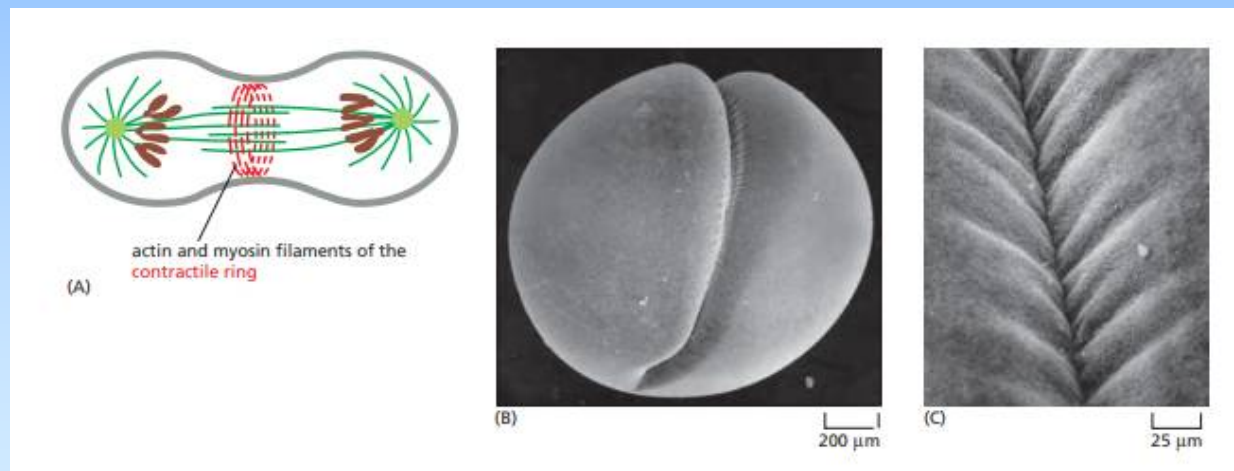 actin and myosin filaments of the
contractile ring
(A)
(B)
200 μm
(C)
25 μm